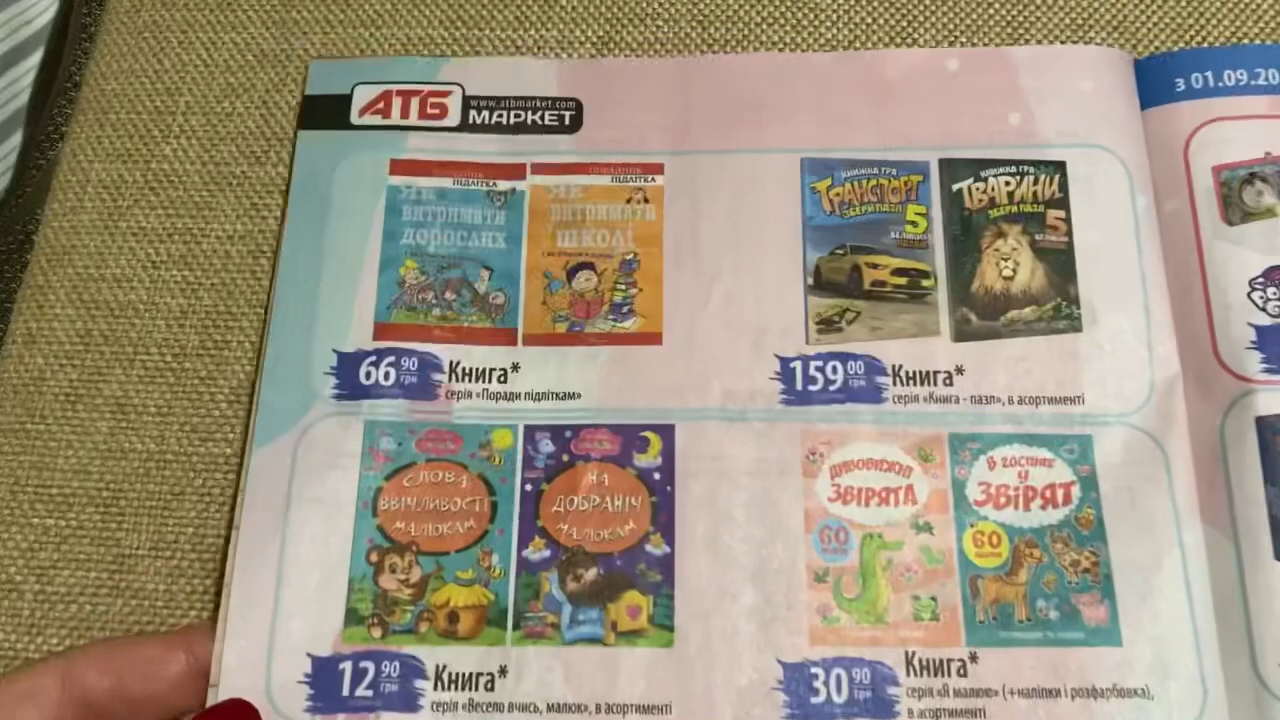 АТБ
www.atbmarket.com
МАРКЕТ
з 01.09.20
ПІДЛІТКА
ЯК
ВИТРИМАТИ
ДОРОСЛИХ
ПІДЛІТКА
ЯК
ВИТРИМАТИ
ШКОЛІ
КНИЖКА ГРА
ТРАНСПОРТ
ЗБЕРИ ПАЗЛ
5
ВЕЛИКИХ
КНИЖКА ГРА
ТВАРИНИ
ЗБЕРИ ПАЗЛ
5
66 90
грн
Книга*
серія «Поради підліткам»
159 00
грн
Книга*
серія «Книга - пазл», в асортименті
СЛОВА
ВВІЧЛИВОСТІ
МАЛЮКАМ
НА
ДОБРАНІЧ
МАЛЮКАМ
ДИВОВИЖНІ
ЗВІРЯТА
60
В гостях
у
ЗВІРЯТ
60
12 90
грн
Книга*
серія «Весело вчись, малюк», в асортименті
30 90
грн
Книга*
серія «Я малюю» (+наліпки і розфарбовка),
в асортименті